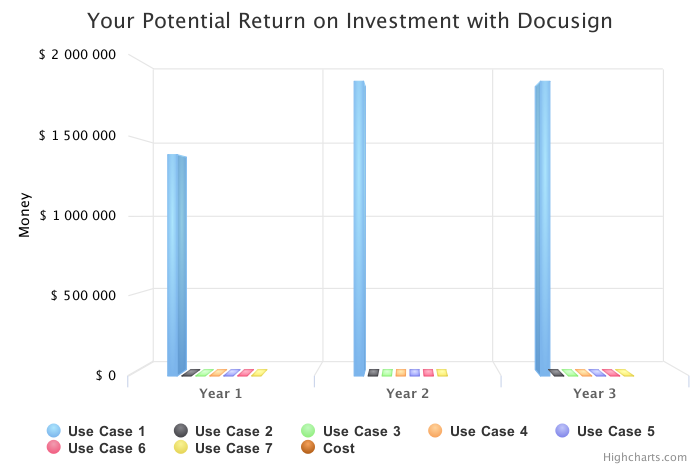 Your Potential Return on Investment with Docusign
$ 2 000 000
$ 1 500 000
$ 1 000 000
$ 500 000
$ 0
Money
Year 1
Year 2
Year 3
Use Case 1
Use Case 2
Use Case 3
Use Case 4
Use Case 5
Use Case 6
Use Case 7
Cost
Highcharts.com